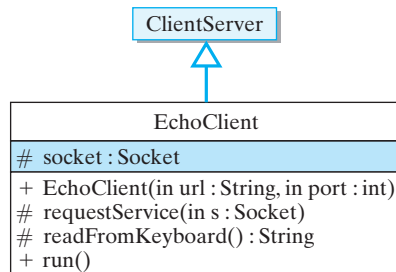 ClientServer
EchoClient
# socket : Socket
+ EchoClient(in url : String, in port : int)
# requestService(in s : Socket)
# readFromKeyboard() : String
+ run()